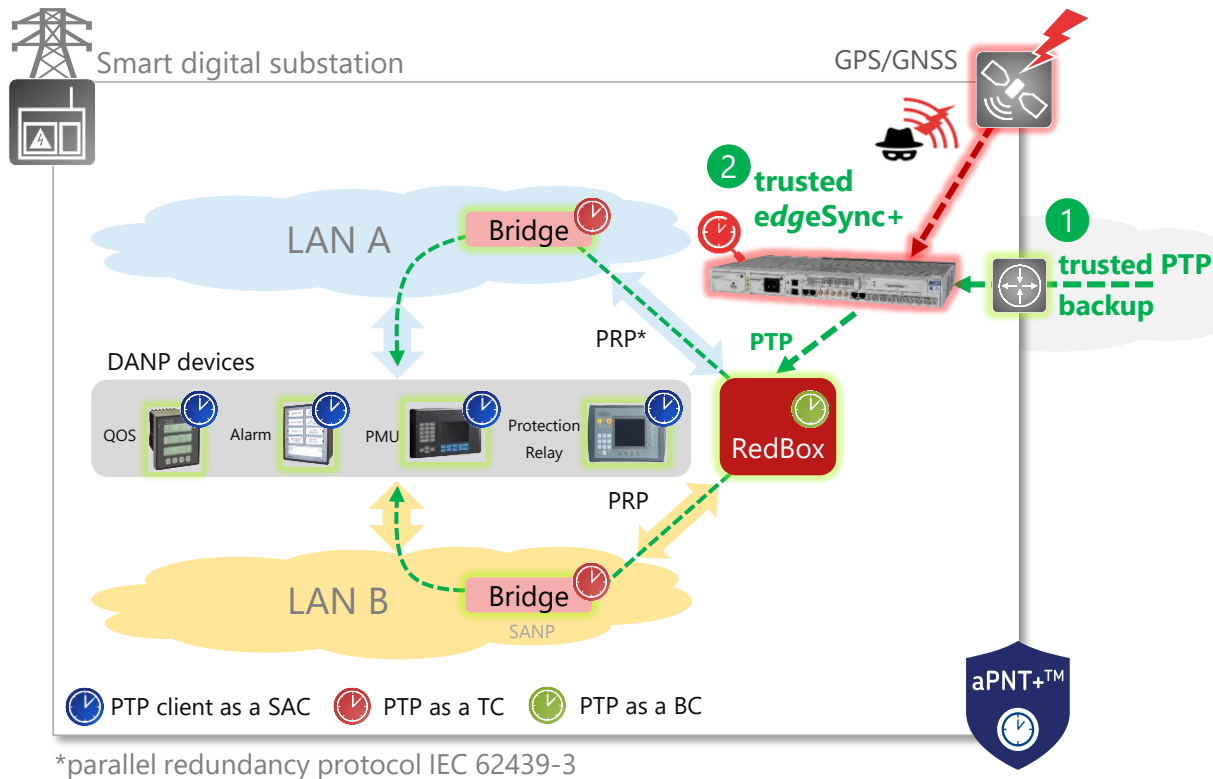 Smart digital substation
GPS/GNSS
2
trusted
edgeSync+
1
trusted PTP
backup
LAN A
Bridge
PRP*
PTP
DANP devices
QOS
Alarm
PMU
Protection
Relay
RedBox
PRP
LAN B
Bridge
SANP
aPNT+™
PTP client as a SAC
PTP as a TC
PTP as a BC
*parallel redundancy protocol IEC 62439-3